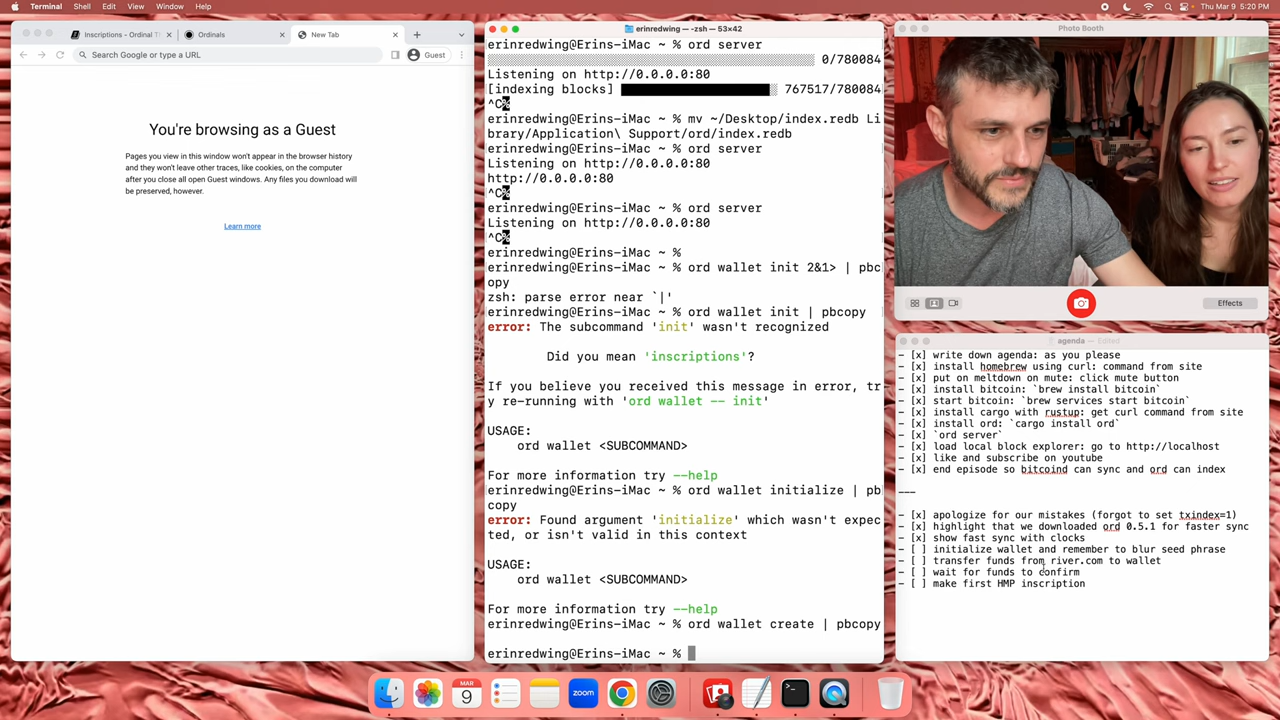 Terminal Shell Edit View Window Help
Thu Mar 9 5:20 PM
Inscriptions - Ordinal T
Ordinals
New Tab
Search Google or type a URL
Guest
You're browsing as a Guest
Pages you view in this window won't appear in the browser history
and they won't leave other traces, like cookies, on the computer
after you close all open Guest windows. Any files you download will
be preserved, however.
Learn more
erinredwing — -zsh — 53×42
erinredwing@Erins-iMac ~ % ord server
0/780084
Listening on http://0.0.0.0:80
[indexing blocks] 767517/780084
^C%
erinredwing@Erins-iMac ~ % mv ~/Desktop/index.redb Li
brary/Application\ Support/ord/index.redb
erinredwing@Erins-iMac ~ % ord server
Listening on http://0.0.0.0:80
http://0.0.0.0:80
^C%
erinredwing@Erins-iMac ~ % ord server
Listening on http://0.0.0.0:80
^C%
erinredwing@Erins-iMac ~ %
erinredwing@Erins-iMac ~ % ord wallet init 2&1> | pbc
opy
zsh: parse error near `|'
erinredwing@Erins-iMac ~ % ord wallet init | pbcopy
error: The subcommand 'init' wasn't recognized
Did you mean 'inscriptions'?
If you believe you received this message in error, tr
y re-running with 'ord wallet -- init'
USAGE:
ord wallet <SUBCOMMAND>
For more information try --help
erinredwing@Erins-iMac ~ % ord wallet initialize | pb
copy
error: Found argument 'initialize' which wasn't expec
ted, or isn't valid in this context
USAGE:
ord wallet <SUBCOMMAND>
For more information try --help
erinredwing@Erins-iMac ~ % ord wallet create | pbcopy
erinredwing@Erins-iMac ~ %
Photo Booth
Effects
agenda — Edited
- [x] write down agenda: as you please
- [x] install homebrew using curl: command from site
- [x] put on meltdown on mute: click mute button
- [x] install bitcoin: `brew install bitcoin`
- [x] start bitcoin: `brew services start bitcoin`
- [x] install cargo with rustup: get curl command from site
- [x] install ord: `cargo install ord`
- [x] `ord server`
- [x] load local block explorer: go to http://localhost
- [x] like and subscribe on youtube
- [x] end episode so bitcoind can sync and ord can index
---
- [x] apologize for our mistakes (forgot to set txindex=1)
- [x] highlight that we downloaded ord 0.5.1 for faster sync
- [x] show fast sync with clocks
- [ ] initialize wallet and remember to blur seed phrase
- [ ] transfer funds from river.com to wallet
- [ ] wait for funds to confirm
- [ ] make first HMP inscription
MAR
9
zoom